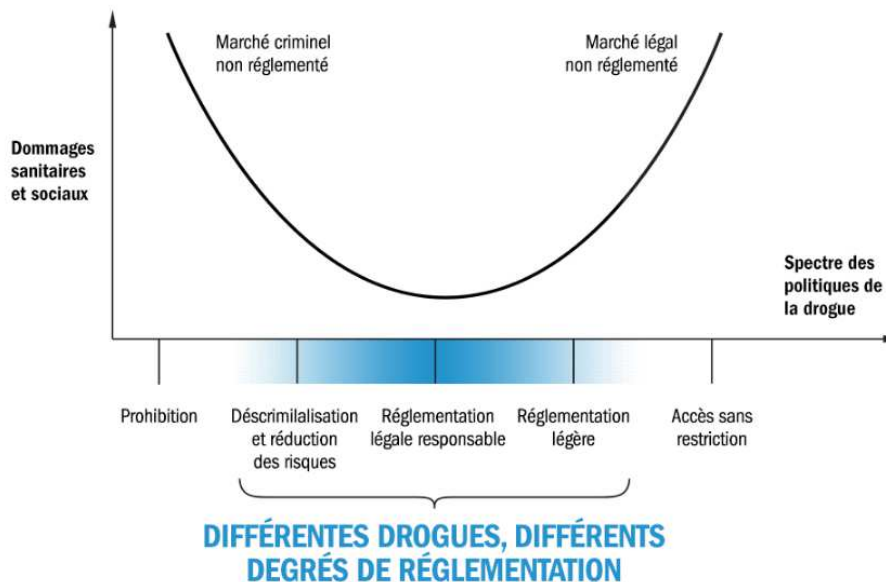 Marché criminel
non réglementé
Marché légal
non réglementé
Dommages
sanitaires
et sociaux
Spectre des
politiques de
la drogue
Prohibition
Déscrimilalisation
et réduction
des risques
Réglementation
légale responsable
Réglementation
légère
Accès sans
restriction
DIFFÉRENTES DROGUES, DIFFÉRENTS
DEGRÉS DE RÉGLEMENTATION